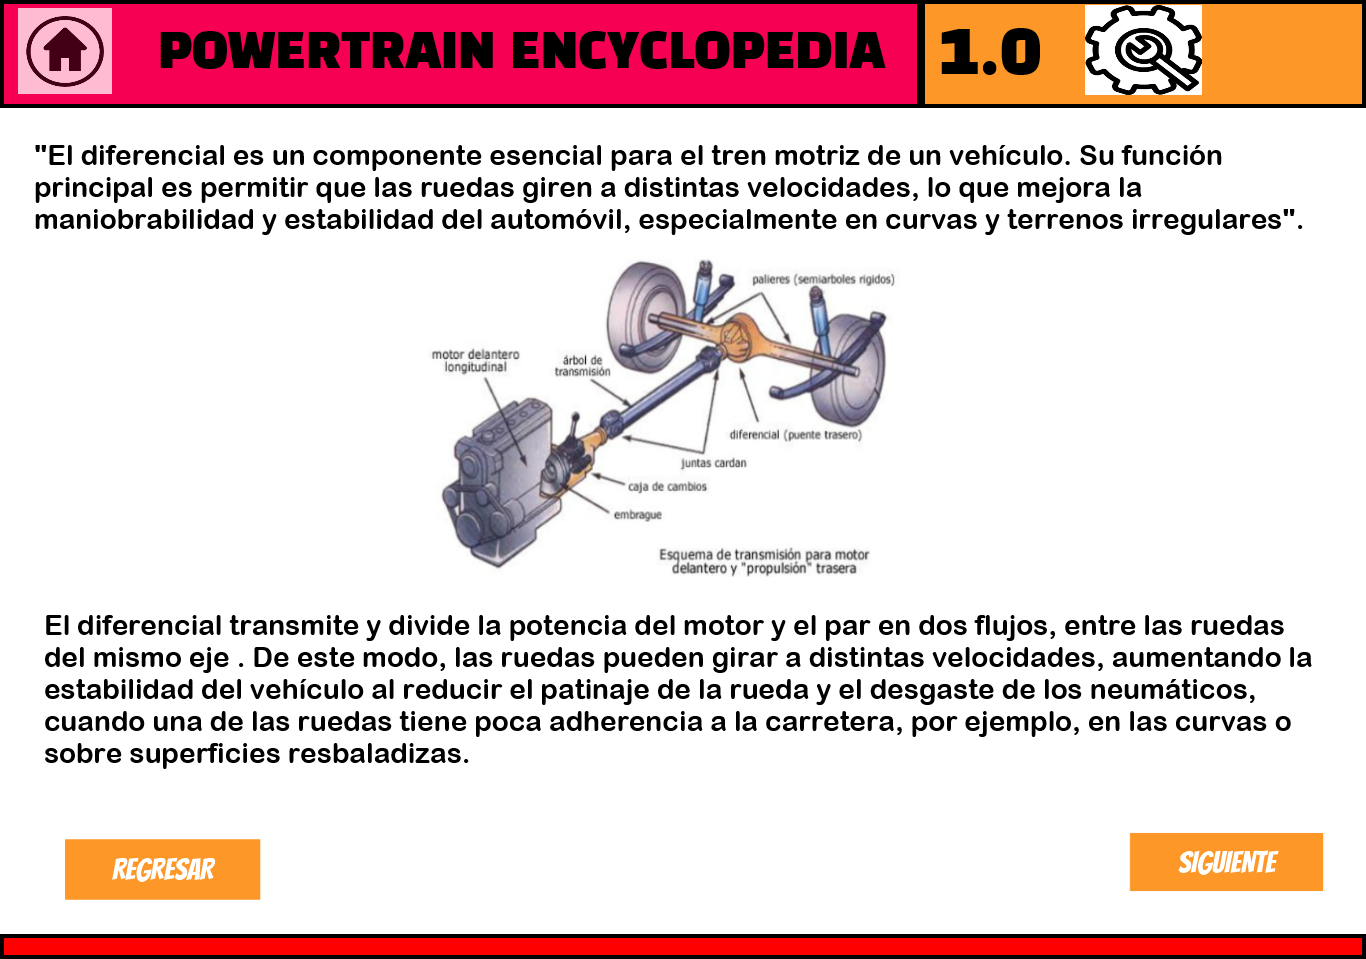 POWERTRAIN ENCYCLOPEDIA
1.0
"El diferencial es un componente esencial para el tren motriz de un vehículo. Su función
principal es permitir que las ruedas giren a distintas velocidades, lo que mejora la
maniobrabilidad y estabilidad del automóvil, especialmente en curvas y terrenos irregulares".
palieres (semiarboles rigidos)
motor delantero
longitudinal
árbol de
transmisión
diferencial (puente trasero)
juntas cardan
caja de cambios
embrague
Esquema de transmisión para motor
delantero y "propulsión" trasera
El diferencial transmite y divide la potencia del motor y el par en dos flujos, entre las ruedas
del mismo eje . De este modo, las ruedas pueden girar a distintas velocidades, aumentando la
estabilidad del vehículo al reducir el patinaje de la rueda y el desgaste de los neumáticos,
cuando una de las ruedas tiene poca adherencia a la carretera, por ejemplo, en las curvas o
sobre superficies resbaladizas.
REGRESAR
SIGUIENTE